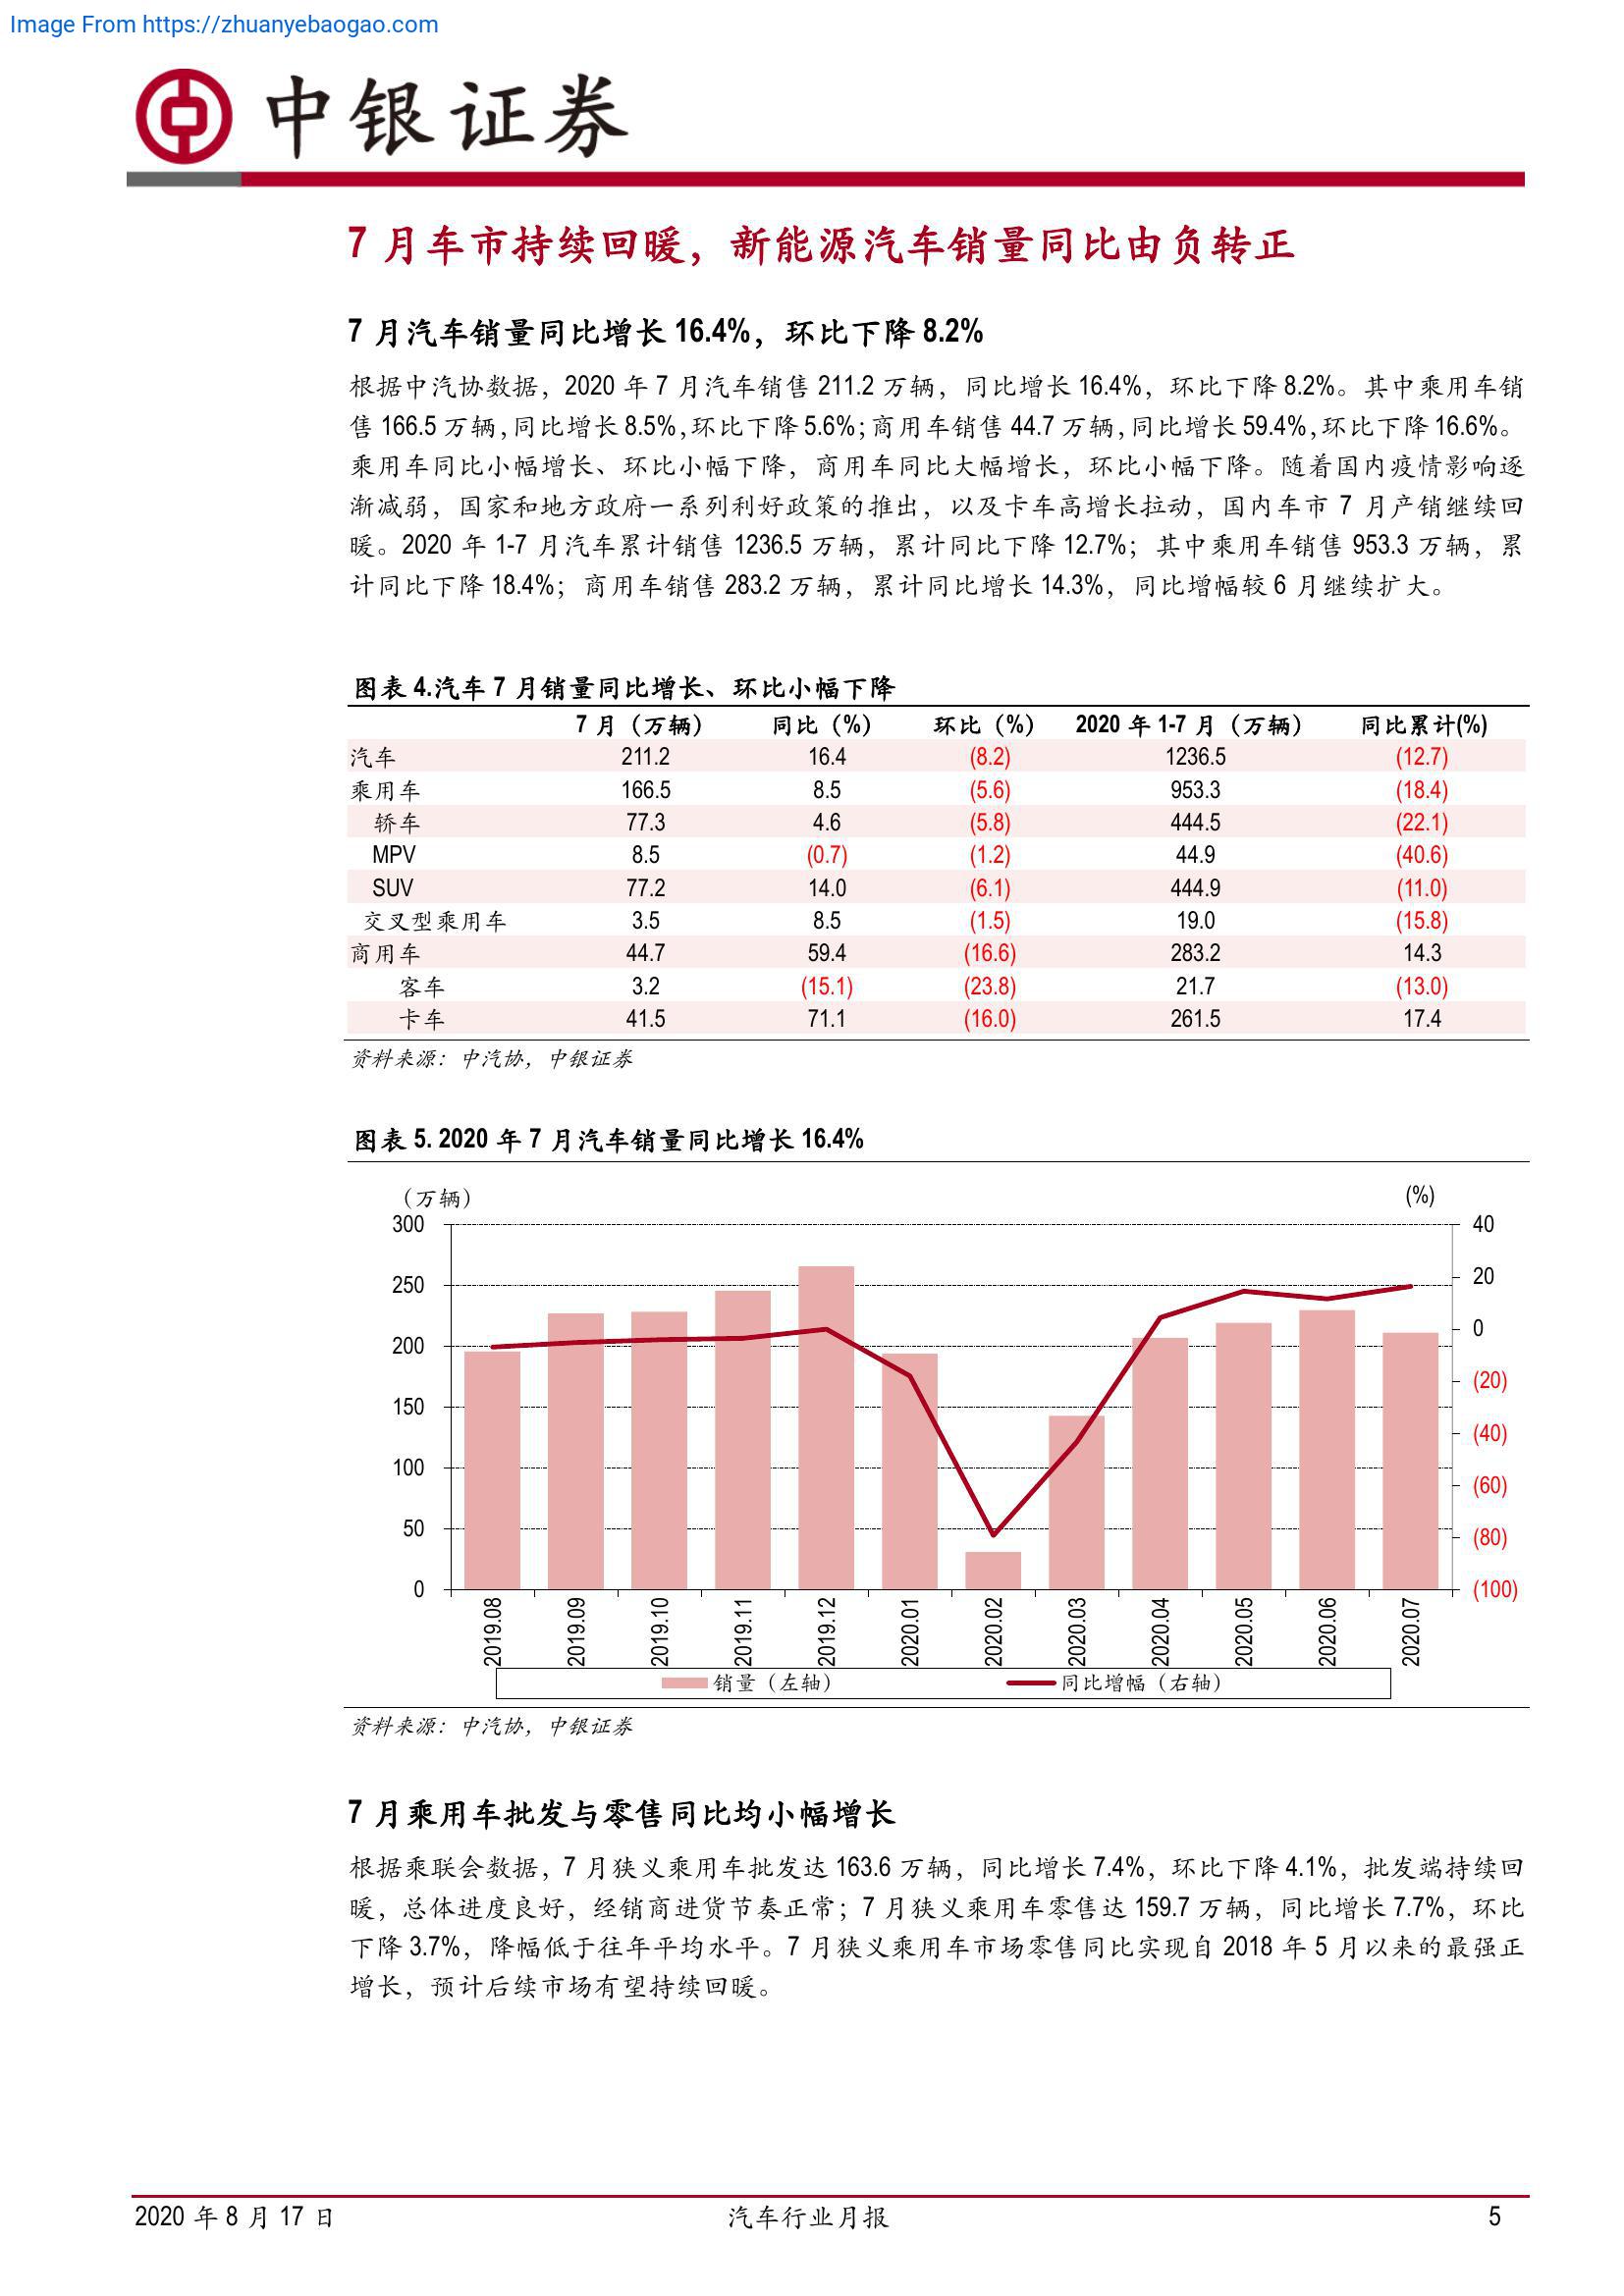 Image From https://zhuanyebaogao.com
中银证券
7 月车市持续回暖，新能源汽车销量同比由负转正
7 月汽车销量同比增长 16.4%，环比下降 8.2%
根据中汽协数据，2020 年 7 月汽车销售 211.2 万辆，同比增长 16.4%，环比下降 8.2%。其中乘用车销
售 166.5 万辆,同比增长 8.5%,环比下降 5.6%;商用车销售 44.7 万辆,同比增长 59.4%,环比下降 16.6%。
乘用车同比小幅增长、环比小幅下降，商用车同比大幅增长，环比小幅下降。随着国内疫情影响逐
渐减弱，国家和地方政府一系列利好政策的推出，以及卡车高增长拉动，国内车市 7 月产销继续回
暖。2020 年 1-7 月汽车累计销售 1236.5 万辆，累计同比下降 12.7%；其中乘用车销售 953.3 万辆，累
计同比下降 18.4%；商用车销售 283.2 万辆，累计同比增长 14.3%，同比增幅较 6 月继续扩大。
图表 4.汽车 7 月销量同比增长、环比小幅下降
7 月（万辆） 同比（%） 环比（%） 2020 年 1-7 月（万辆） 同比累计(%)
汽车 211.2 16.4 (8.2) 1236.5 (12.7)
乘用车 166.5 8.5 (5.6) 953.3 (18.4)
轿车 77.3 4.6 (5.8) 444.5 (22.1)
MPV 8.5 (0.7) (1.2) 44.9 (40.6)
SUV 77.2 14.0 (6.1) 444.9 (11.0)
交叉型乘用车 3.5 8.5 (1.5) 19.0 (15.8)
商用车 44.7 59.4 (16.6) 283.2 14.3
客车 3.2 (15.1) (23.8) 21.7 (13.0)
卡车 41.5 71.1 (16.0) 261.5 17.4
资料来源：中汽协，中银证券
图表 5. 2020 年 7 月汽车销量同比增长 16.4%
（万辆） (%)
300 40
250 20
200 0
150 (20)
100 (40)
50 (60)
0 (80)
(100)
2019.08 2019.09 2019.10 2019.11 2019.12 2020.01 2020.02 2020.03 2020.04 2020.05 2020.06 2020.07
销量（左轴） 同比增幅（右轴）
资料来源：中汽协，中银证券
7 月乘用车批发与零售同比均小幅增长
根据乘联会数据，7 月狭义乘用车批发达 163.6 万辆，同比增长 7.4%，环比下降 4.1%，批发端持续回
暖，总体进度良好，经销商进货节奏正常；7 月狭义乘用车零售达 159.7 万辆，同比增长 7.7%，环比
下降 3.7%，降幅低于往年平均水平。7 月狭义乘用车市场零售同比实现自 2018 年 5 月以来的最强正
增长，预计后续市场有望持续回暖。
2020 年 8 月 17 日 汽车行业月报 5